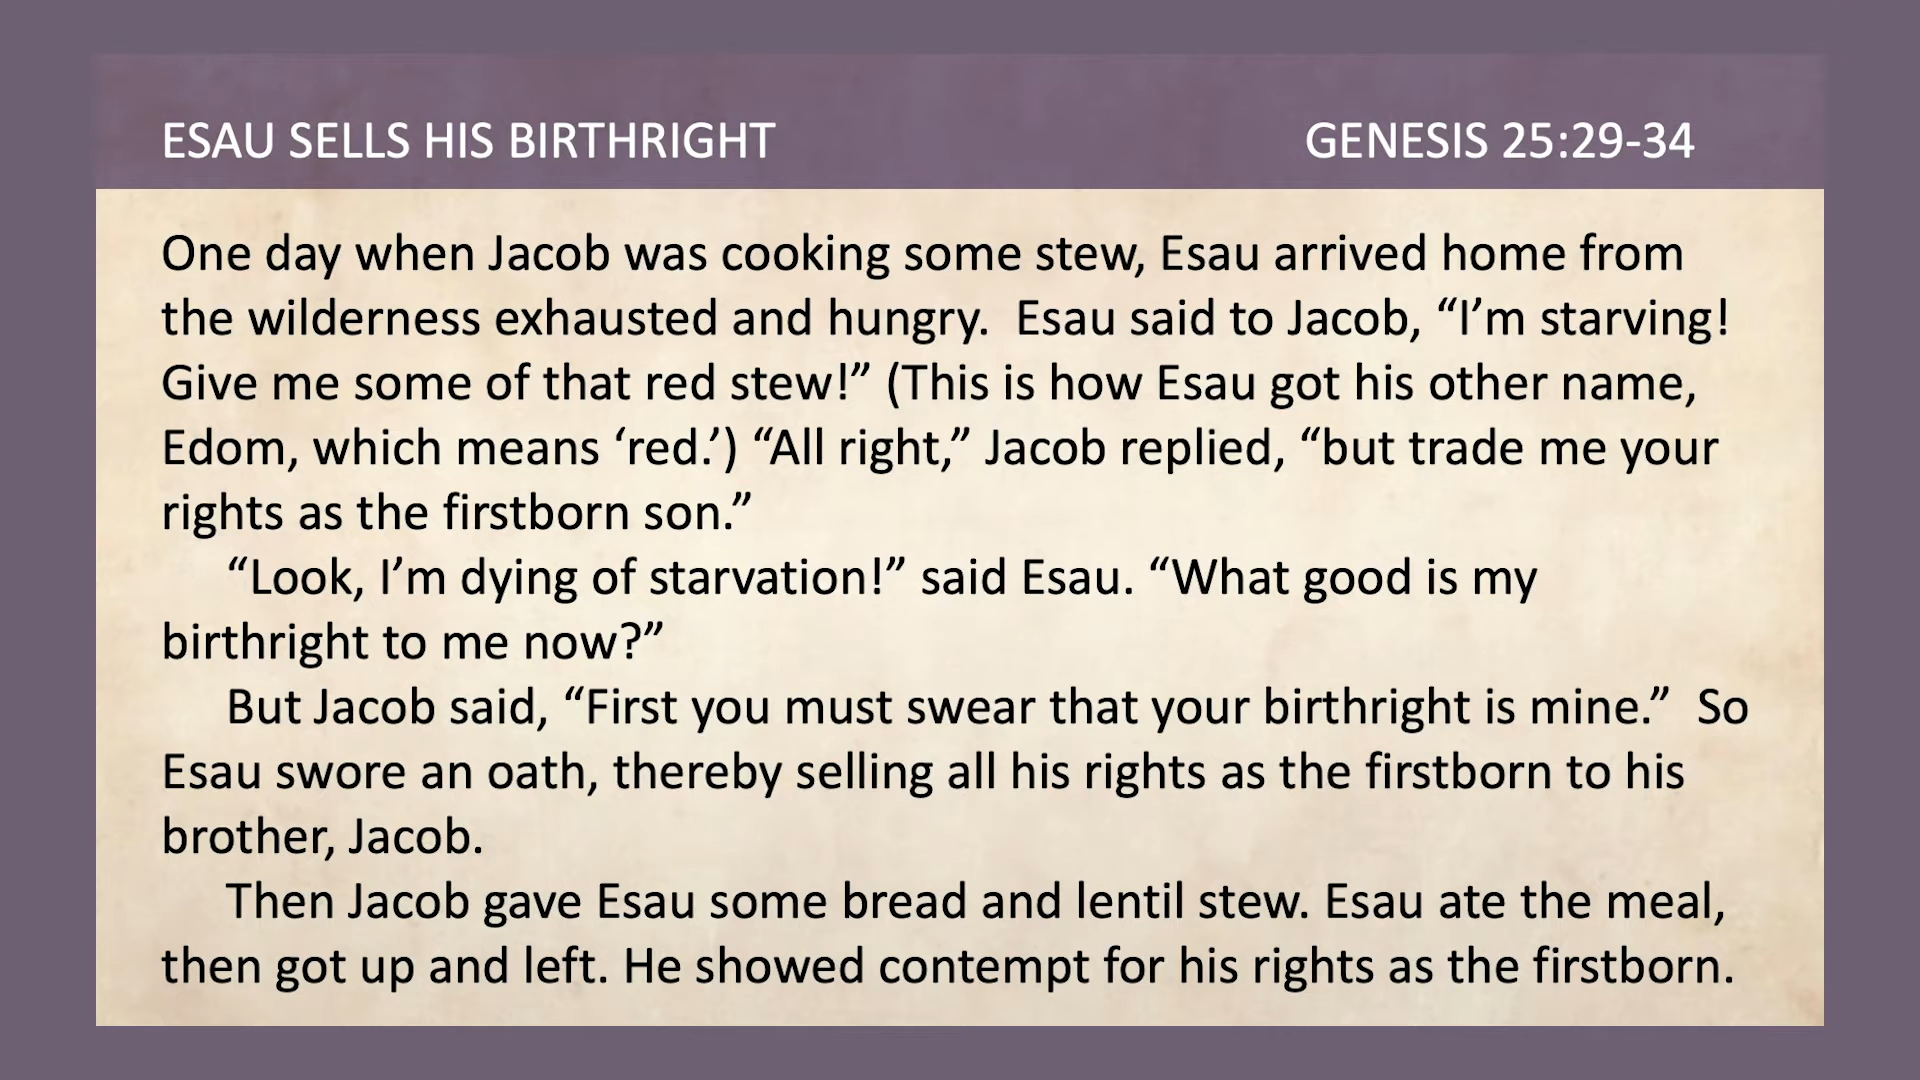 ESAU SELLS HIS BIRTHRIGHT GENESIS 25:29-34
One day when Jacob was cooking some stew, Esau arrived home from
the wilderness exhausted and hungry.  Esau said to Jacob, “I’m starving!
Give me some of that red stew!” (This is how Esau got his other name,
Edom, which means ‘red.’) “All right,” Jacob replied, “but trade me your
rights as the firstborn son.”
“Look, I’m dying of starvation!” said Esau. “What good is my
birthright to me now?”
But Jacob said, “First you must swear that your birthright is mine.”  So
Esau swore an oath, thereby selling all his rights as the firstborn to his
brother, Jacob.
Then Jacob gave Esau some bread and lentil stew. Esau ate the meal,
then got up and left. He showed contempt for his rights as the firstborn.